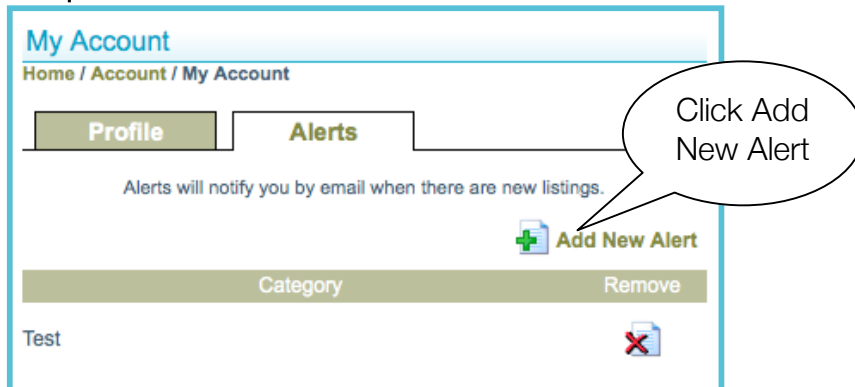 My Account
Home / Account / My Account
Profile Alerts
Click Add
New Alert
Alerts will notify you by email when there are new listings.
Add New Alert
Category Remove
Test